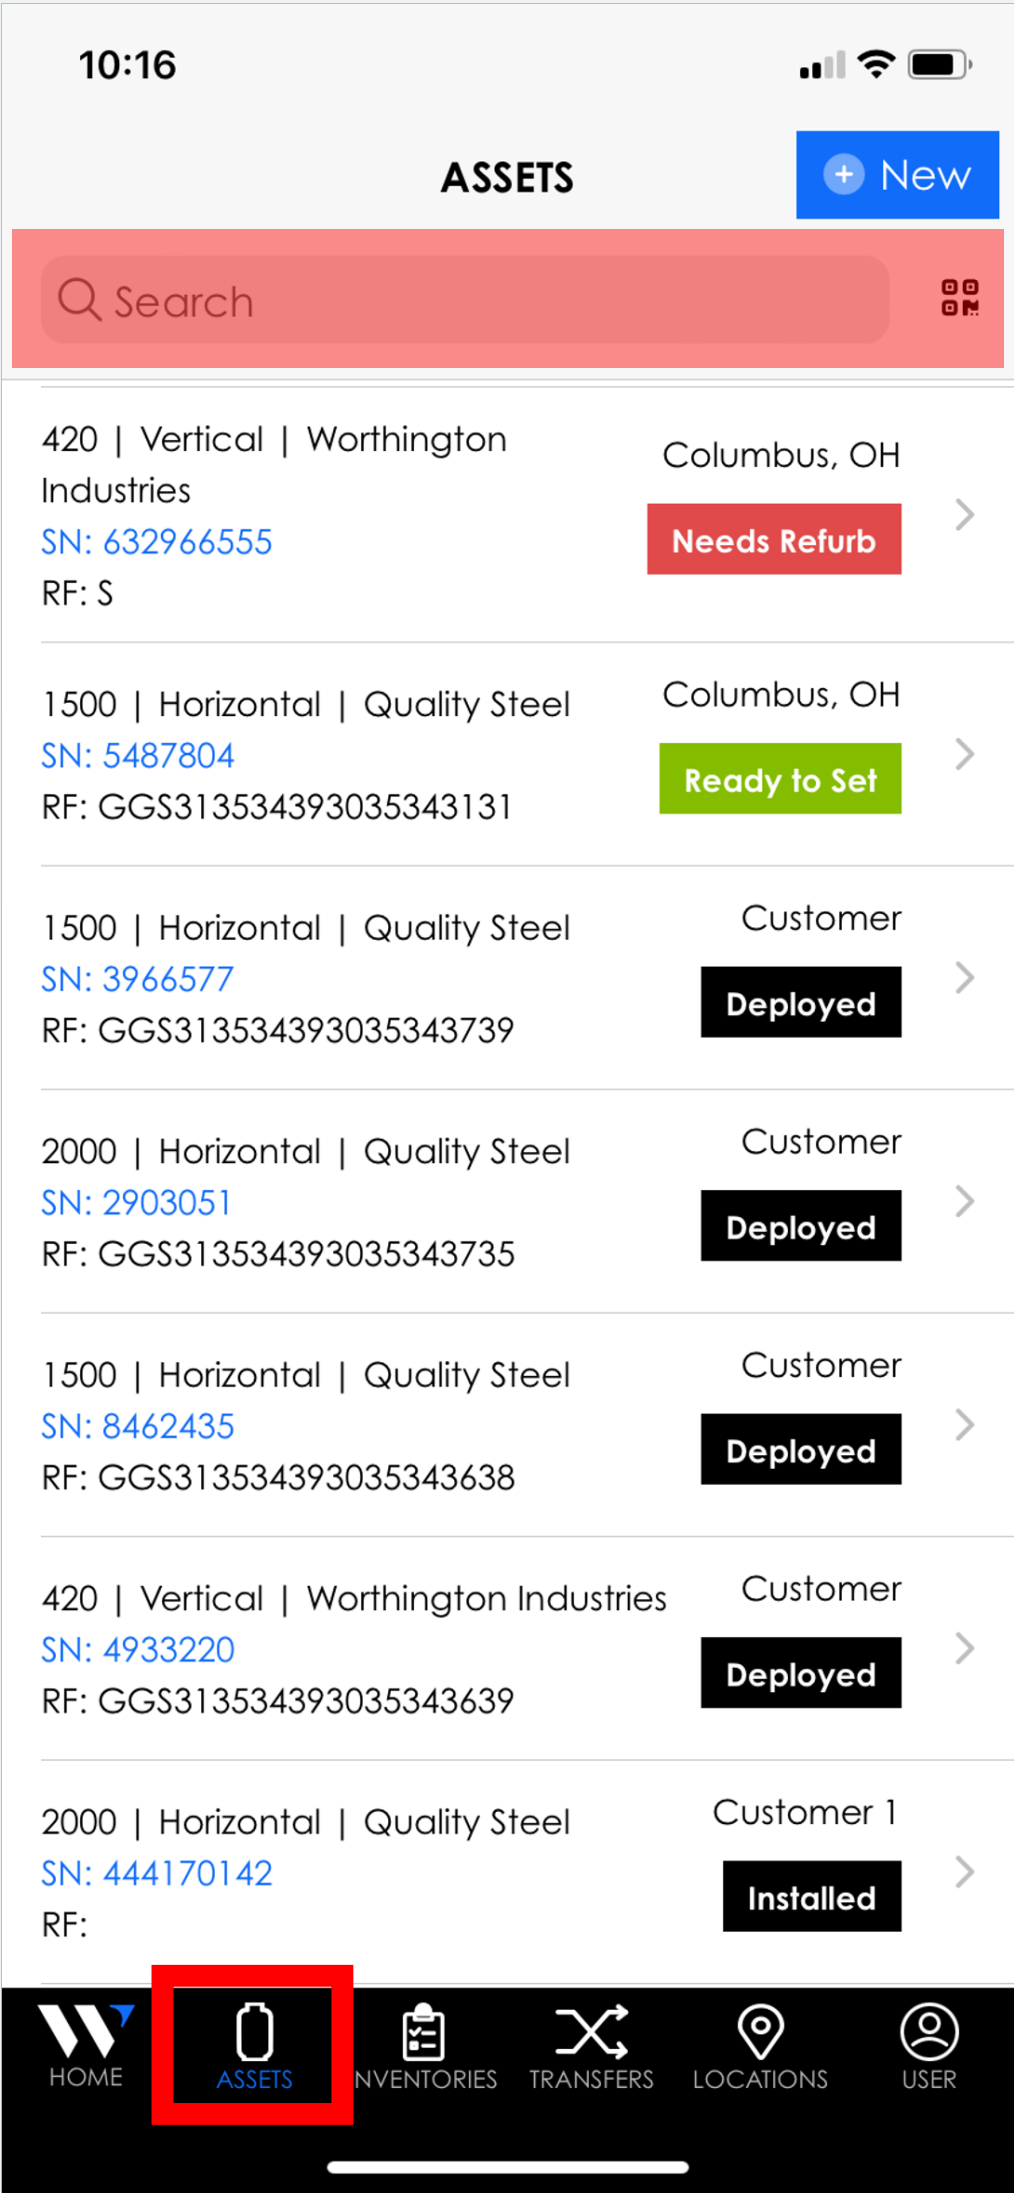 10:16
ASSETS
New
Search
420 | Vertical | Worthington
Industries
SN: 632966555
RF: S
Columbus, OH
Needs Refurb
1500 | Horizontal | Quality Steel
SN: 5487804
RF: GGS313534393035343131
Columbus, OH
Ready to Set
1500 | Horizontal | Quality Steel
SN: 3966577
RF: GGS313534393035343739
Customer
Deployed
2000 | Horizontal | Quality Steel
SN: 2903051
RF: GGS313534393035343735
Customer
Deployed
1500 | Horizontal | Quality Steel
SN: 8462435
RF: GGS313534393035343638
Customer
Deployed
420 | Vertical | Worthington Industries
SN: 4933220
RF: GGS313534393035343639
Customer
Deployed
2000 | Horizontal | Quality Steel
SN: 444170142
RF:
Customer 1
Installed
HOME
ASSETS
NVENTORIES
TRANSFERS
LOCATIONS
USER